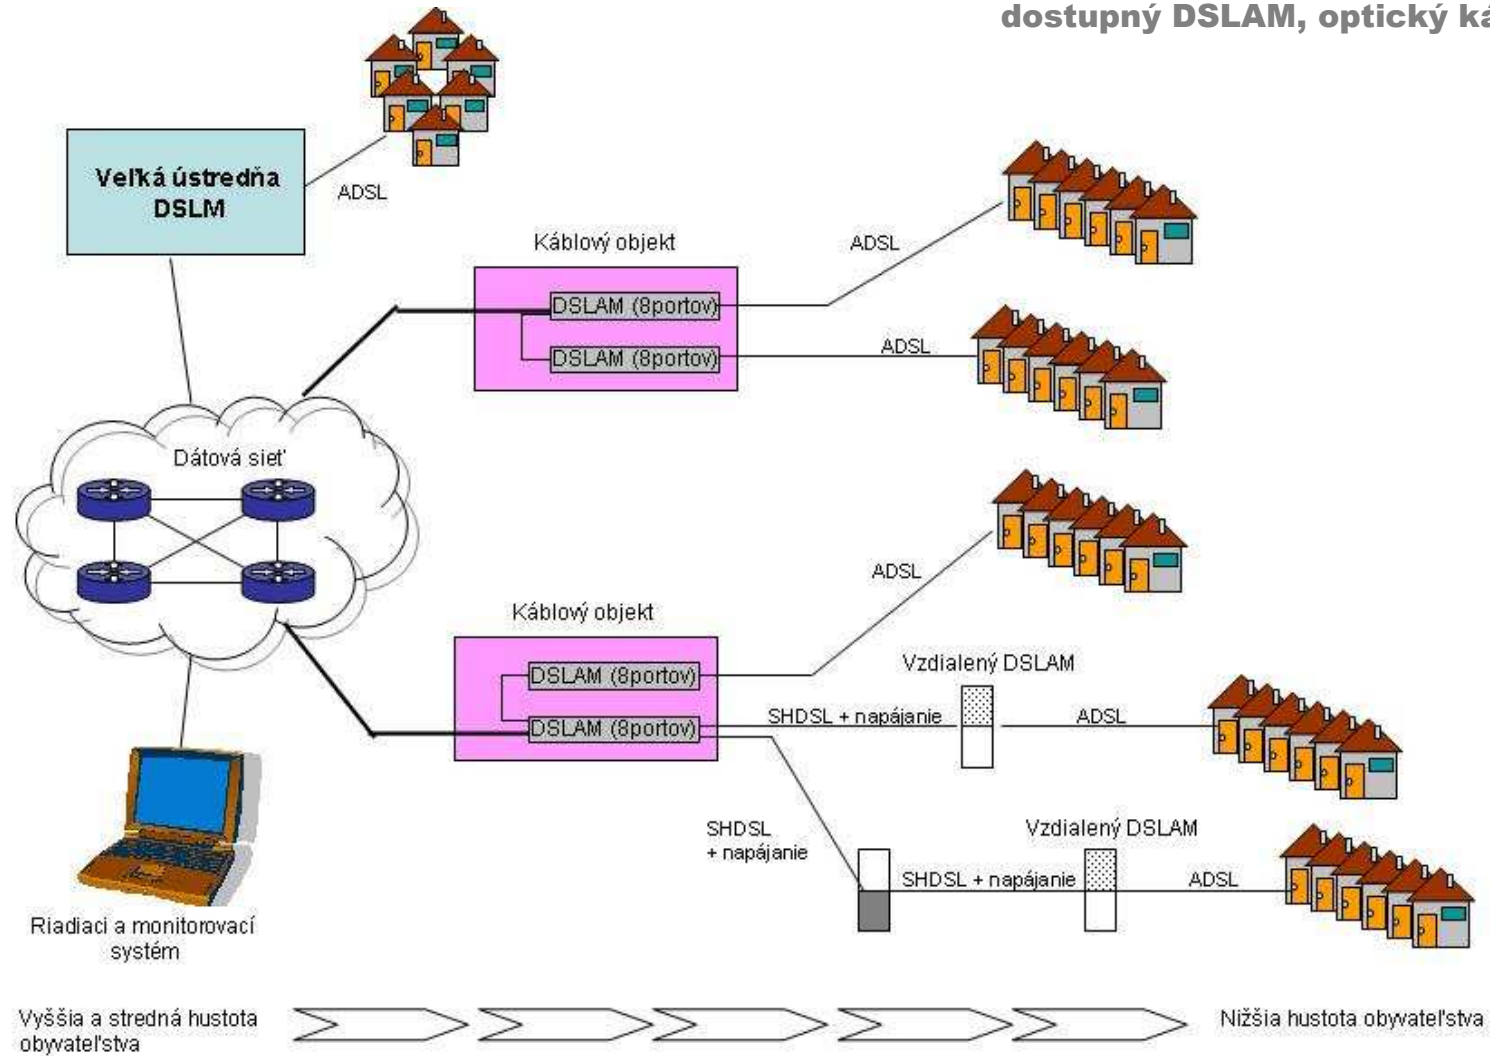 dostupný DSLAM, optický ká
Veľká ústredňa
DSLM
ADSL
Káblový objekt
DSLAM (8portov)
DSLAM (8portov)
ADSL
ADSL
Dátová sieť
ADSL
Káblový objekt
DSLAM (8portov)
DSLAM (8portov)
Vzdialený DSLAM
SHDSL + napájanie
ADSL
SHDSL
+ napájanie
Vzdialený DSLAM
SHDSL + napájanie
ADSL
Riadiaci a monitorovací
systém
Vyššia a stredná hustota
obyvateľstva
Nižšia hustota obyvateľstva